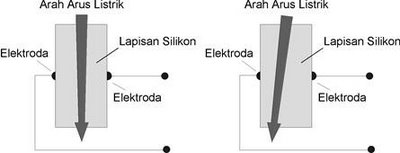 Arah Arus Listrik
Elektroda
Lapisan Silikon
Elektroda
Arah Arus Listrik
Elektroda
Lapisan Silikon
Elektroda